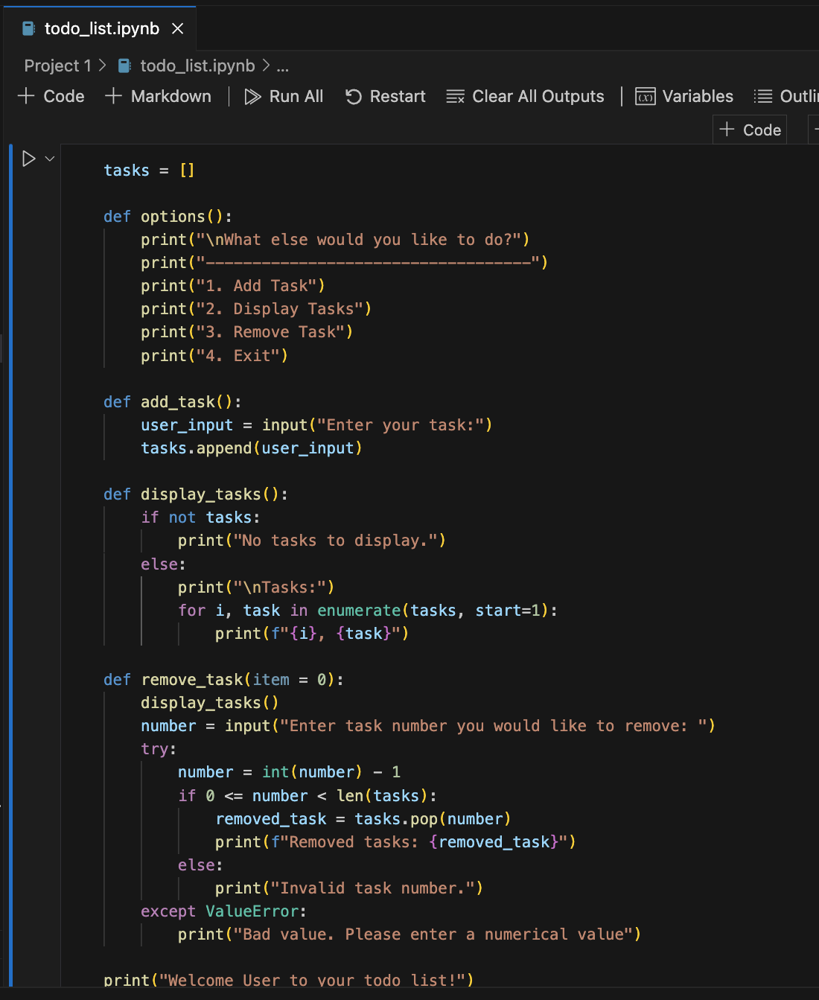 todo_list.ipynb
Project 1 > todo_list.ipynb > ...
+ Code + Markdown | Run All Restart Clear All Outputs | Variables
+ Code
tasks = []

def options():
    print("\nWhat else would you like to do?")
    print("-----------------------------------")
    print("1. Add Task")
    print("2. Display Tasks")
    print("3. Remove Task")
    print("4. Exit")

def add_task():
    user_input = input("Enter your task:")
    tasks.append(user_input)

def display_tasks():
    if not tasks:
        print("No tasks to display.")
    else:
        print("\nTasks:")
        for i, task in enumerate(tasks, start=1):
            print(f"{i}, {task}")

def remove_task(item = 0):
    display_tasks()
    number = input("Enter task number you would like to remove: ")
    try:
        number = int(number) - 1
        if 0 <= number < len(tasks):
            removed_task = tasks.pop(number)
            print(f"Removed tasks: {removed_task}")
        else:
            print("Invalid task number.")
    except ValueError:
        print("Bad value. Please enter a numerical value")

print("Welcome User to your todo list!")